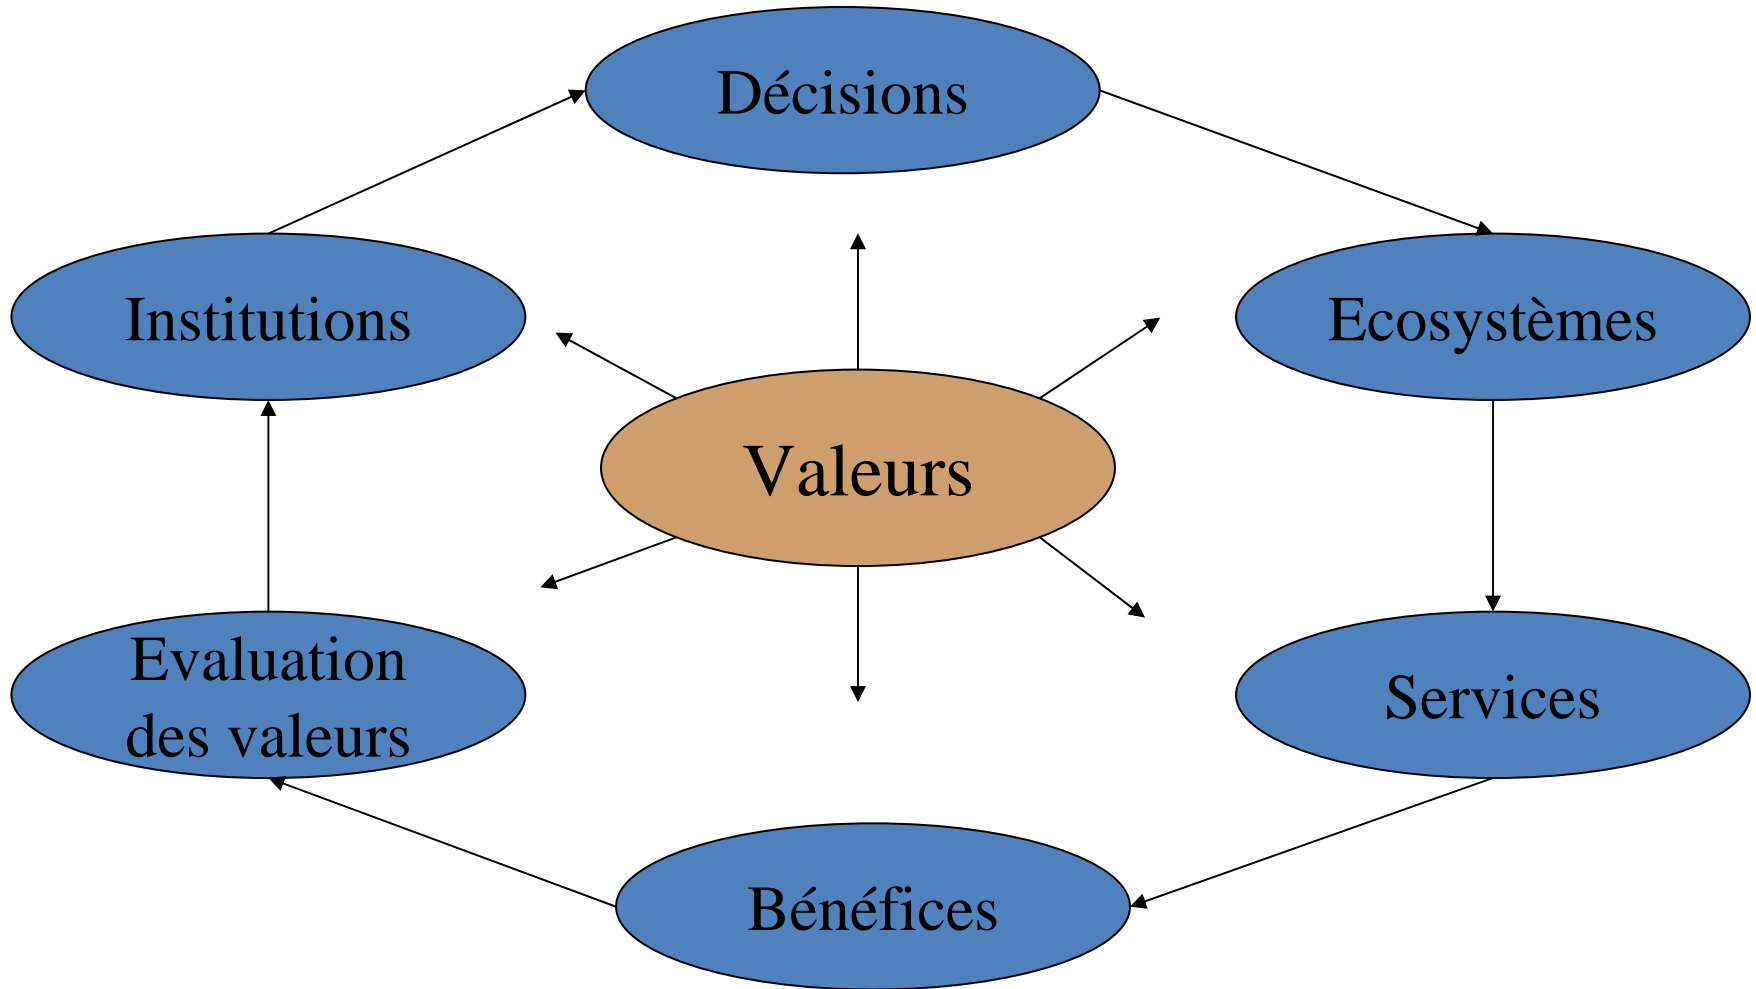 Décisions
Institutions
Ecosystèmes
Valeurs
Evaluation
des valeurs
Services
Bénéfices